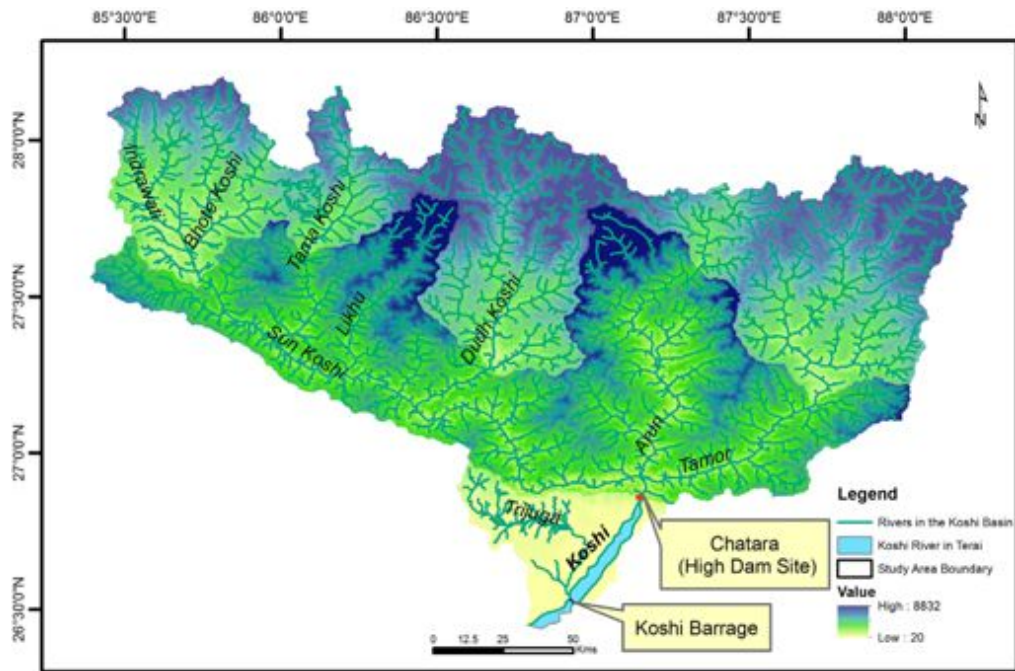 85°30'0"E 86°0'0"E 86°30'0"E 87°0'0"E 87°30'0"E 88°0'0"E
28°0'0"N
27°30'0"N
27°0'0"N
26°30'0"N
N
Indrawati
Bhote Koshi
Tama Koshi
Likhu
Sun Koshi
Dudh Koshi
Arun
Tamor
Trijuga
Koshi
Chatara
(High Dam Site)
Koshi Barrage
Legend
Rivers in the Koshi Basin
Koshi River in Terai
Study Area Boundary
Value
High : 8832
Low : 20
0 12.5 25 50
Kms